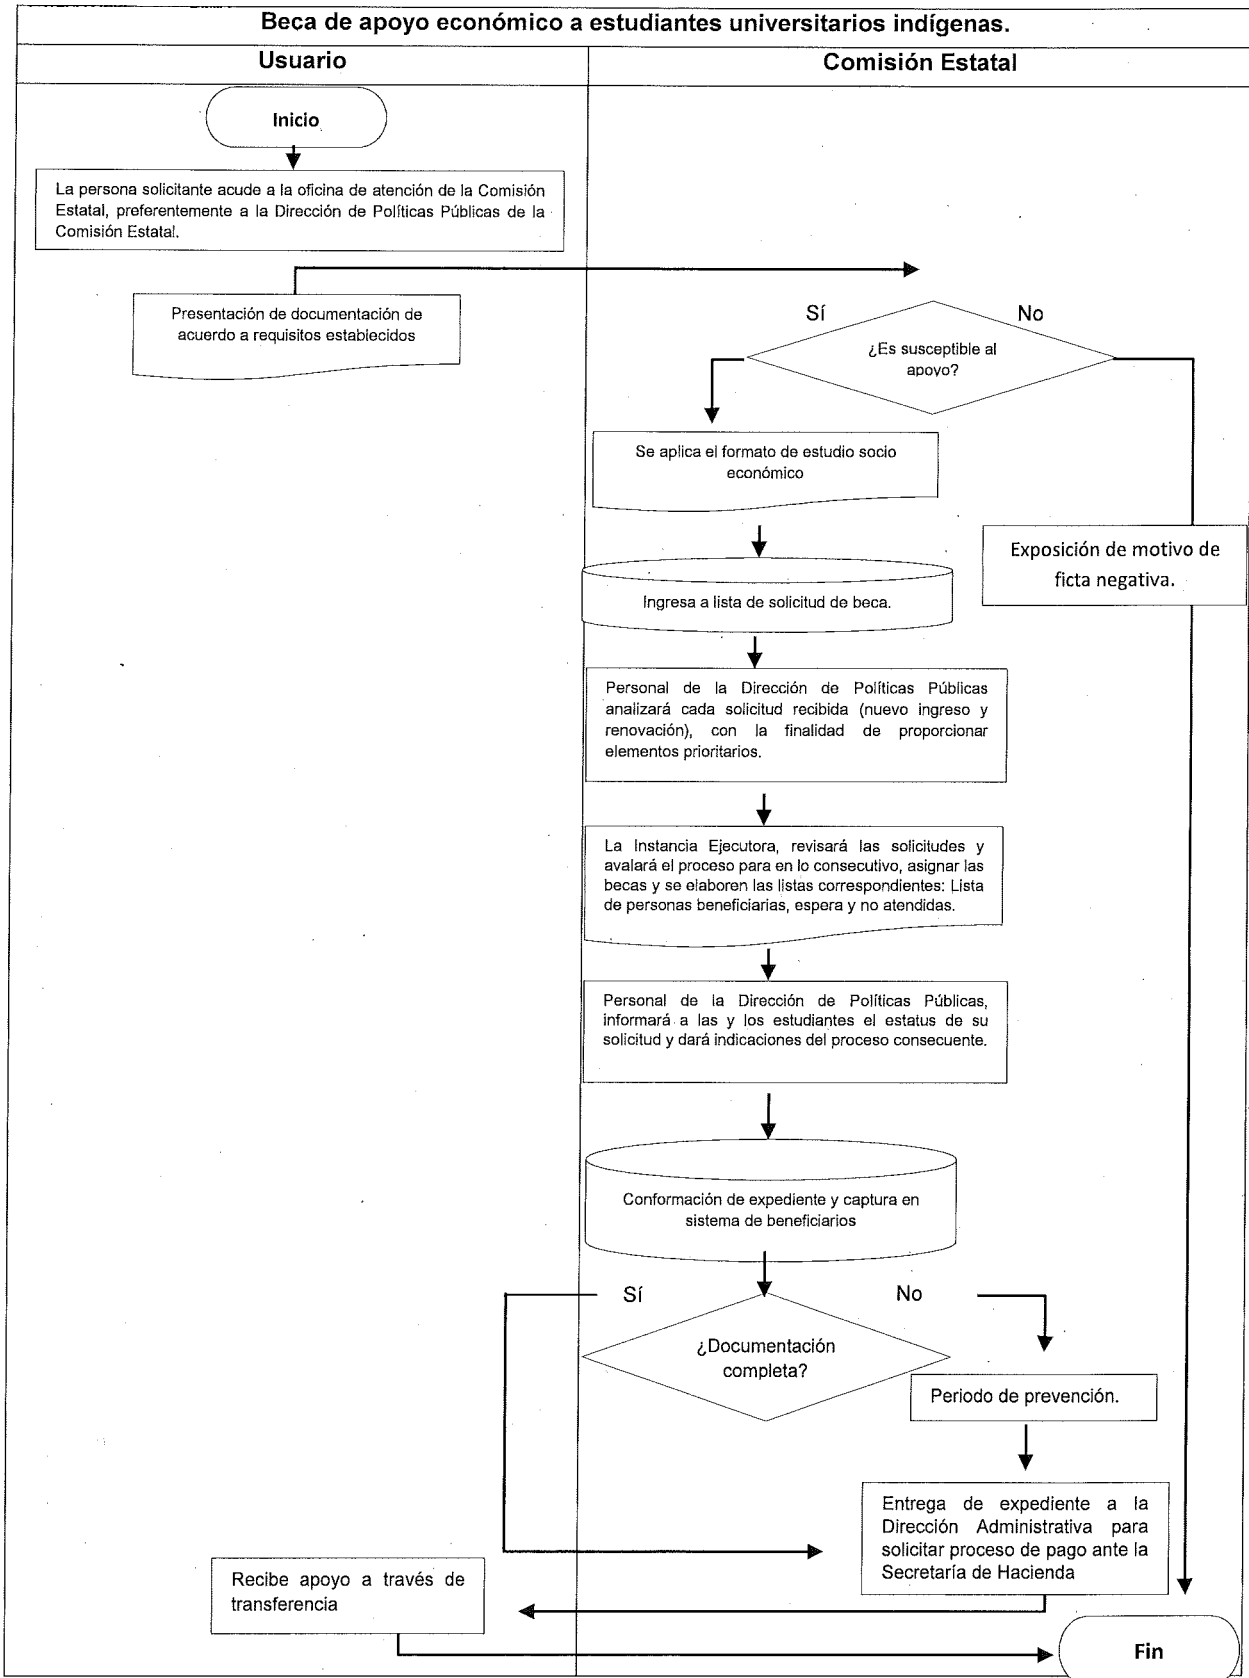 Beca de apoyo económico a estudiantes universitarios indígenas.
Usuario
Comisión Estatal
Inicio
La persona solicitante acude a la oficina de atención de la Comisión
Estatal, preferentemente a la Dirección de Políticas Públicas de la
Comisión Estatal.
Presentación de documentación de
acuerdo a requisitos establecidos
Sí
No
¿Es susceptible al
apoyo?
Se aplica el formato de estudio socio
económico
Exposición de motivo de
ficta negativa.
Ingresa a lista de solicitud de beca.
Personal de la Dirección de Políticas Públicas
analizará cada solicitud recibida (nuevo ingreso y
renovación), con la finalidad de proporcionar
elementos prioritarios.
La Instancia Ejecutora, revisará las solicitudes y
avalará el proceso para en lo consecutivo, asignar las
becas y se elaboren las listas correspondientes: Lista
de personas beneficiarias, espera y no atendidas.
Personal de la Dirección de Políticas Públicas,
informará a las y los estudiantes el estatus de su
solicitud y dará indicaciones del proceso consecuente.
Conformación de expediente y captura en
sistema de beneficiarios
Sí
No
¿Documentación
completa?
Periodo de prevención.
Entrega de expediente a la
Dirección Administrativa para
solicitar proceso de pago ante la
Secretaría de Hacienda
Recibe apoyo a través de
transferencia
Fin